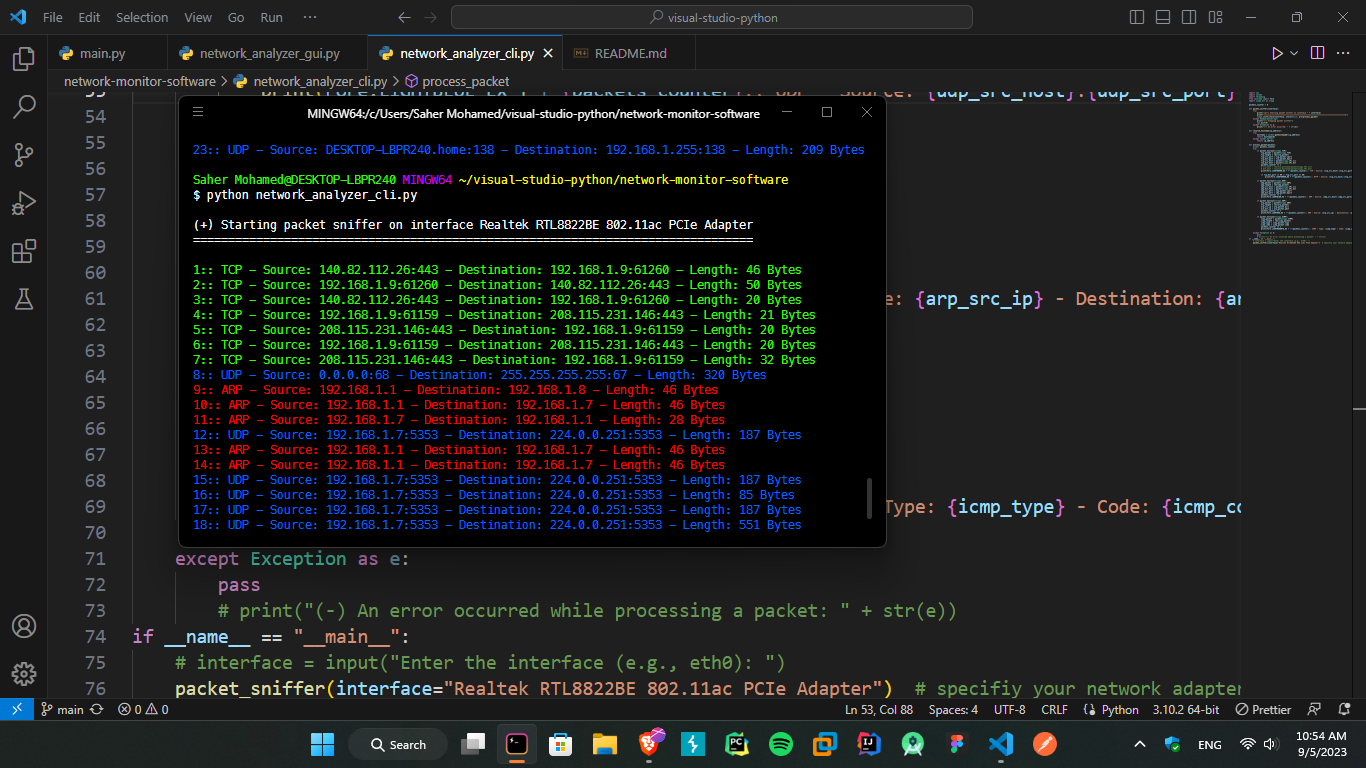 File Edit Selection View Go Run ··· visual-studio-python
main.py network_analyzer_gui.py network_analyzer_cli.py README.md
network-monitor-software > network_analyzer_cli.py > process_packet
MINGW64:/c/Users/Saher Mohamed/visual-studio-python/network-monitor-software
23:: UDP - Source: DESKTOP-LBPR240.home:138 - Destination: 192.168.1.255:138 - Length: 209 Bytes
Saher Mohamed@DESKTOP-LBPR240 MINGW64 ~/visual-studio-python/network-monitor-software
$ python network_analyzer_cli.py
(+) Starting packet sniffer on interface Realtek RTL8822BE 802.11ac PCIe Adapter
================================================================================
1:: TCP - Source: 140.82.112.26:443 - Destination: 192.168.1.9:61260 - Length: 46 Bytes
2:: TCP - Source: 192.168.1.9:61260 - Destination: 140.82.112.26:443 - Length: 50 Bytes
3:: TCP - Source: 140.82.112.26:443 - Destination: 192.168.1.9:61260 - Length: 20 Bytes
4:: TCP - Source: 192.168.1.9:61159 - Destination: 208.115.231.146:443 - Length: 21 Bytes
5:: TCP - Source: 208.115.231.146:443 - Destination: 192.168.1.9:61159 - Length: 20 Bytes
6:: TCP - Source: 192.168.1.9:61159 - Destination: 208.115.231.146:443 - Length: 20 Bytes
7:: TCP - Source: 208.115.231.146:443 - Destination: 192.168.1.9:61159 - Length: 32 Bytes
8:: UDP - Source: 0.0.0.0:68 - Destination: 255.255.255.255:67 - Length: 320 Bytes
9:: ARP - Source: 192.168.1.1 - Destination: 192.168.1.8 - Length: 46 Bytes
10:: ARP - Source: 192.168.1.1 - Destination: 192.168.1.7 - Length: 46 Bytes
11:: ARP - Source: 192.168.1.7 - Destination: 192.168.1.1 - Length: 28 Bytes
12:: UDP - Source: 192.168.1.7:5353 - Destination: 224.0.0.251:5353 - Length: 187 Bytes
13:: ARP - Source: 192.168.1.1 - Destination: 192.168.1.7 - Length: 46 Bytes
14:: ARP - Source: 192.168.1.1 - Destination: 192.168.1.7 - Length: 46 Bytes
15:: UDP - Source: 192.168.1.7:5353 - Destination: 224.0.0.251:5353 - Length: 187 Bytes
16:: UDP - Source: 192.168.1.7:5353 - Destination: 224.0.0.251:5353 - Length: 85 Bytes
17:: UDP - Source: 192.168.1.7:5353 - Destination: 224.0.0.251:5353 - Length: 187 Bytes
18:: UDP - Source: 192.168.1.7:5353 - Destination: 224.0.0.251:5353 - Length: 551 Bytes
54
55
56
57
58
59
60
61 e: {arp_src_ip} - Destination: {ar
62
63
64
65
66
67
68
69 Type: {icmp_type} - Code: {icmp_co
70
71 except Exception as e:
72 pass
73 # print("(-) An error occurred while processing a packet: " + str(e))
74 if __name__ == "__main__":
75 # interface = input("Enter the interface (e.g., eth0): ")
76 packet_sniffer(interface="Realtek RTL8822BE 802.11ac PCIe Adapter") # specifiy your network adapter
main 0 0 Ln 53, Col 88 Spaces: 4 UTF-8 CRLF Python 3.10.2 64-bit Prettier
Search ENG 10:54 AM
9/5/2023